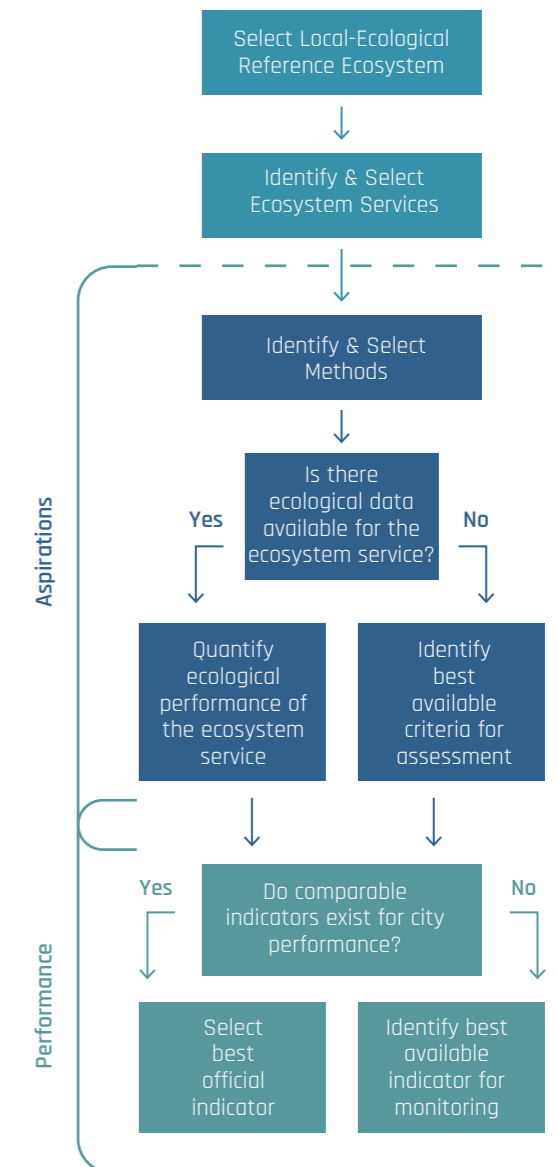 Select Local-Ecological
Reference Ecosystem
Identify & Select
Ecosystem Services
Identify & Select
Methods
Is there
ecological data
available for the
ecosystem service?
Yes
No
Aspirations
Quantify
ecological
performance of
the ecosystem
service
Identify
best
available
criteria for
assessment
Yes
No
Do comparable
indicators exist for city
performance?
Performance
Select
best
official
indicator
Identify best
available
indicator for
monitoring